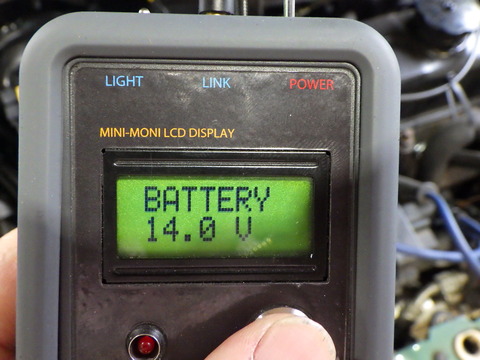 LIGHT LINK POWER
MINI-MONI LCD DISPLAY
BATTERY
14.0 V